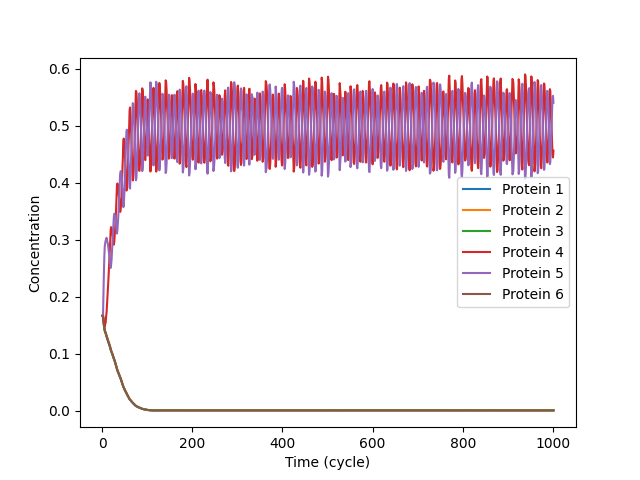 0.6
0.5
0.4
0.3
0.2
0.1
0.0
Concentration
Protein 1
Protein 2
Protein 3
Protein 4
Protein 5
Protein 6
0
200
400
600
800
1000
Time (cycle)